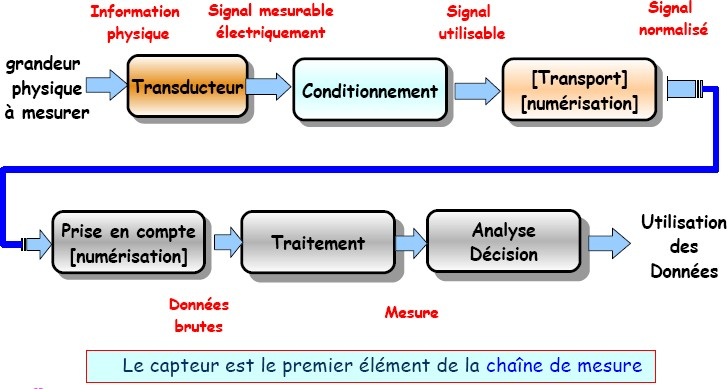 Information
physique
Signal mesurable
électriquement
Signal
utilisable
Signal
normalisé
grandeur
physique
à mesurer
Transducteur
Conditionnement
[Transport]
[numérisation]
Prise en compte
[numérisation]
Traitement
Analyse
Décision
Utilisation
des
Données
Données
brutes
Mesure
Le capteur est le premier élément de la chaîne de mesure